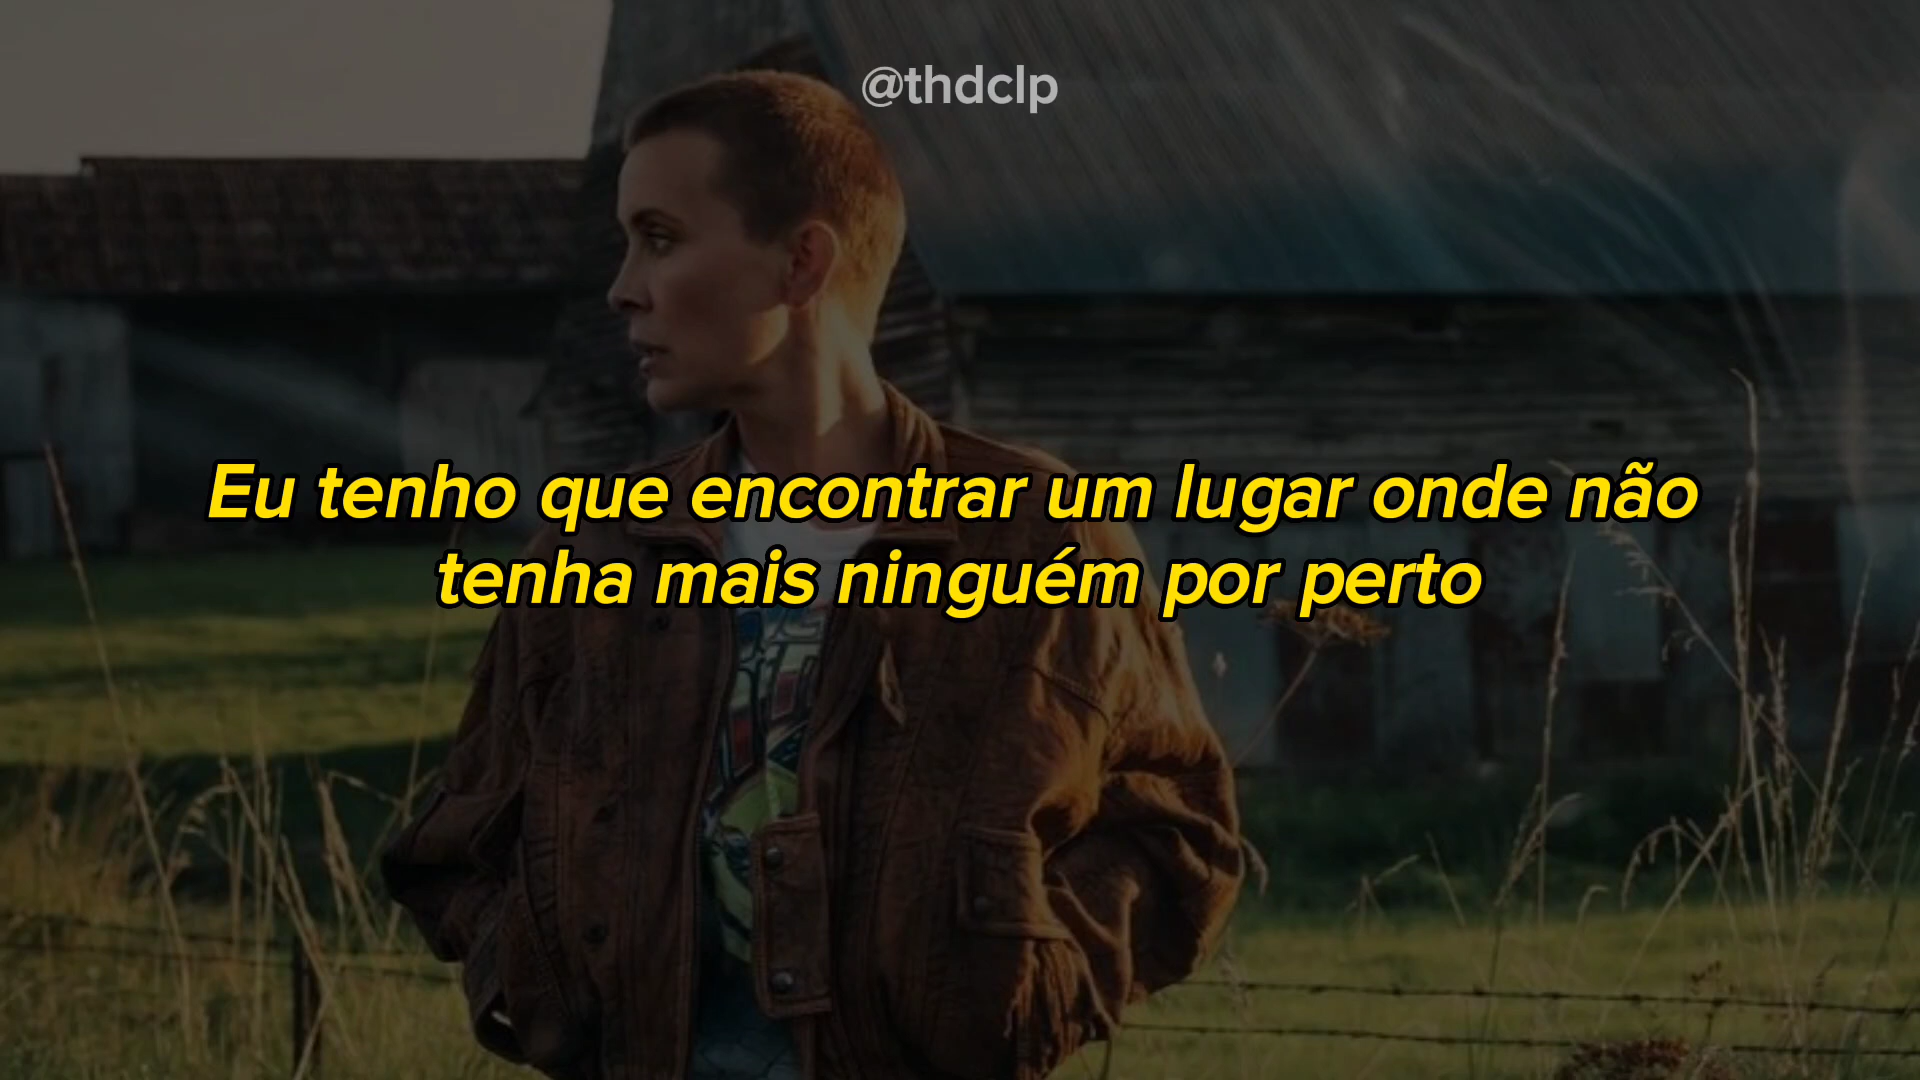 @thdclp
Eu tenho que encontrar um lugar onde não
tenha mais ninguém por perto